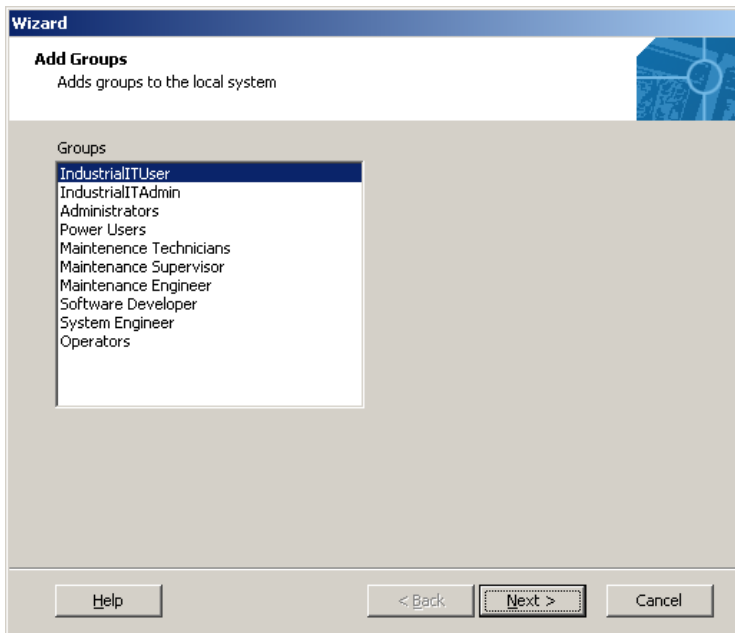 Wizard
Add Groups
Adds groups to the local system
Groups
IndustrialITUser
IndustrialITAdmin
Administrators
Power Users
Maintenence Technicians
Maintenance Supervisor
Maintenance Engineer
Software Developer
System Engineer
Operators
Help
< Back
Next >
Cancel